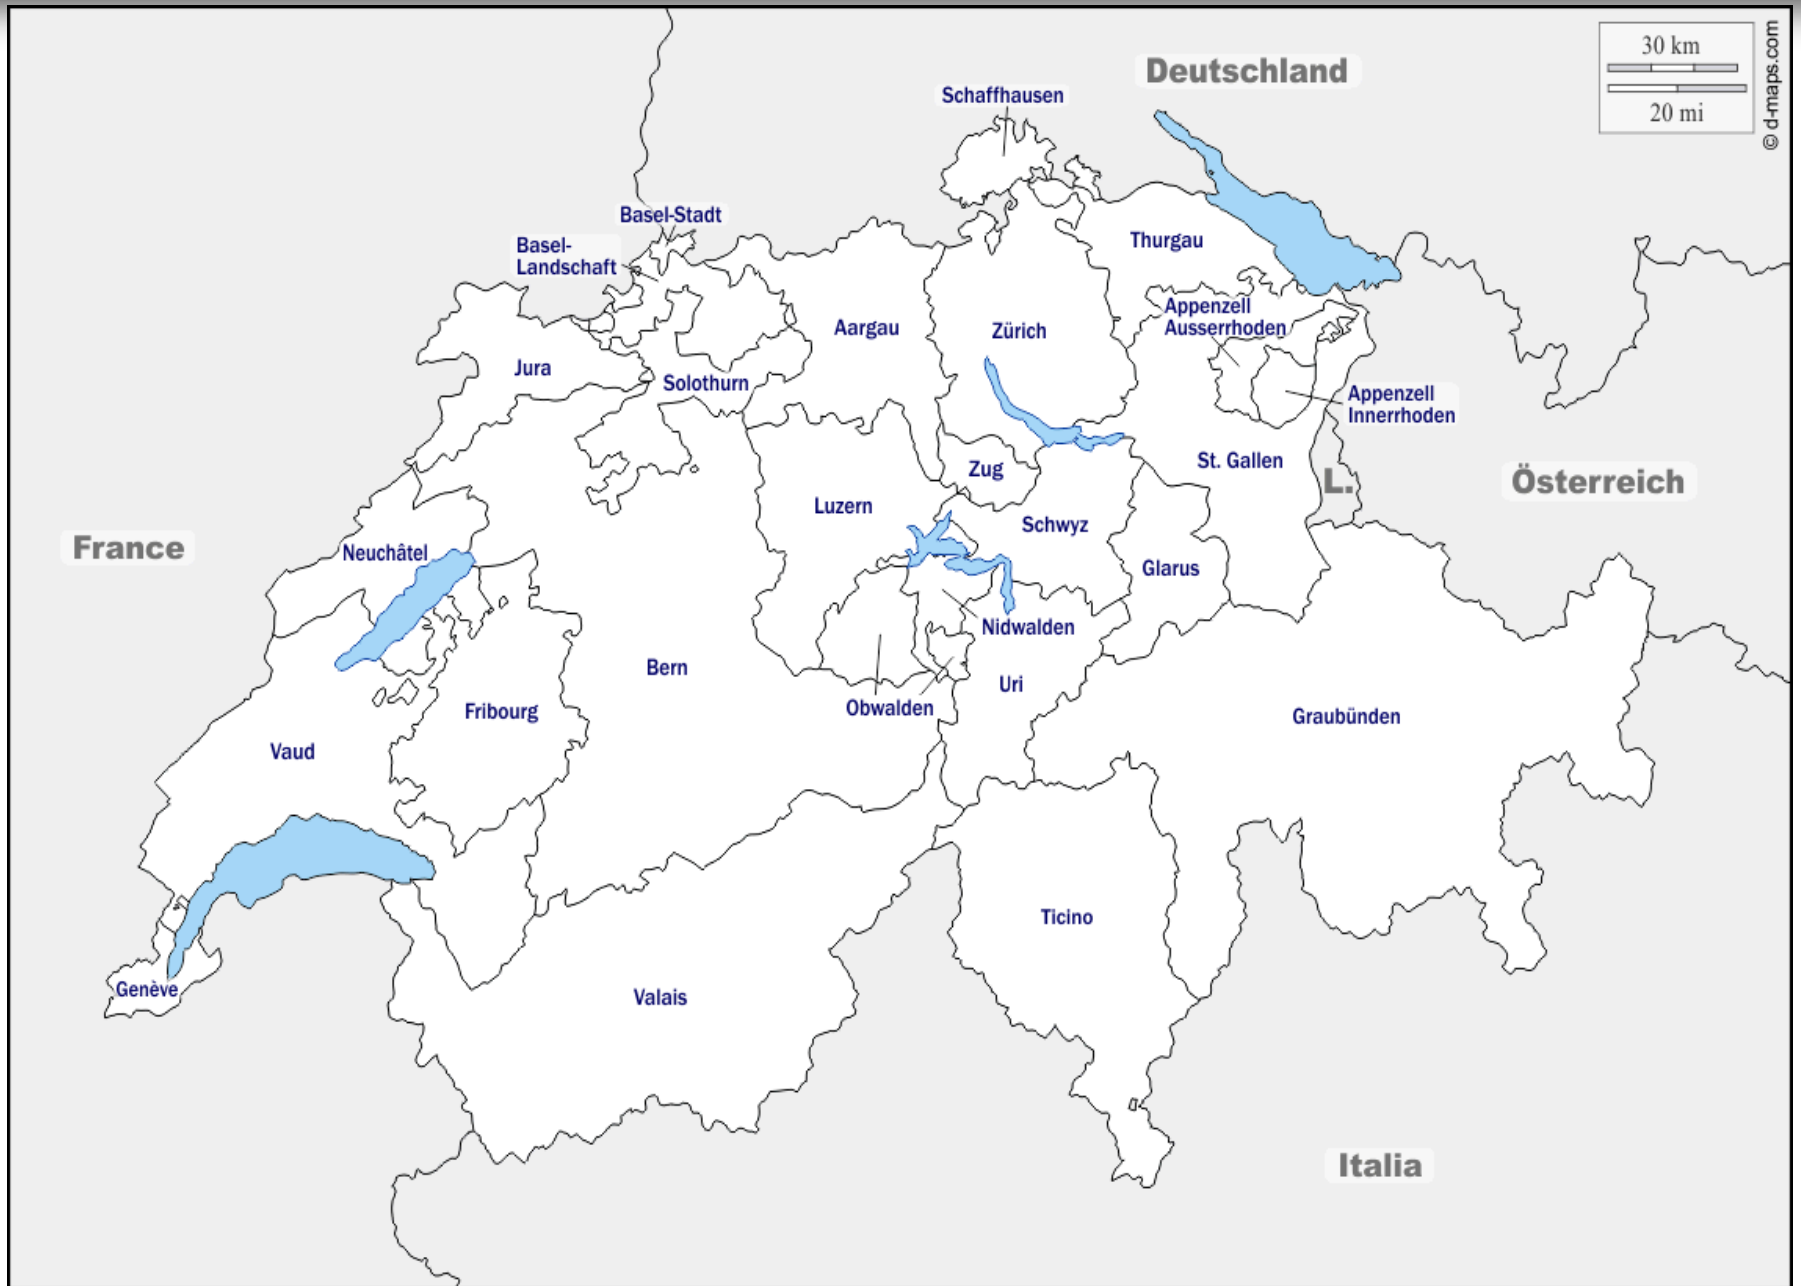 30 km
20 mi
© d-maps.com
Deutschland
Schaffhausen
Basel-Stadt
Basel-
Landschaft
Thurgau
Appenzell
Ausserrhoden
Aargau
Zürich
Jura
Solothurn
Appenzell
Innerrhoden
Zug
St. Gallen
L.
Österreich
Luzern
Schwyz
France
Neuchâtel
Glarus
Nidwalden
Bern
Uri
Obwalden
Fribourg
Graubünden
Vaud
Ticino
Genève
Valais
Italia